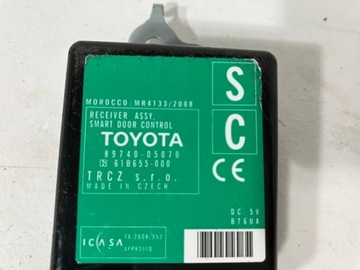 MOROCCO: MR4133/2008
RECEIVER ASSY,
SMART DOOR CONTROL
TOYOTA
89740-05070
61B655-000
TRCZ s.r.o.
MADE IN CZECH
S
C
CE
DC 5V
B76UA
ICASA
TA-2008/352
APPROVED